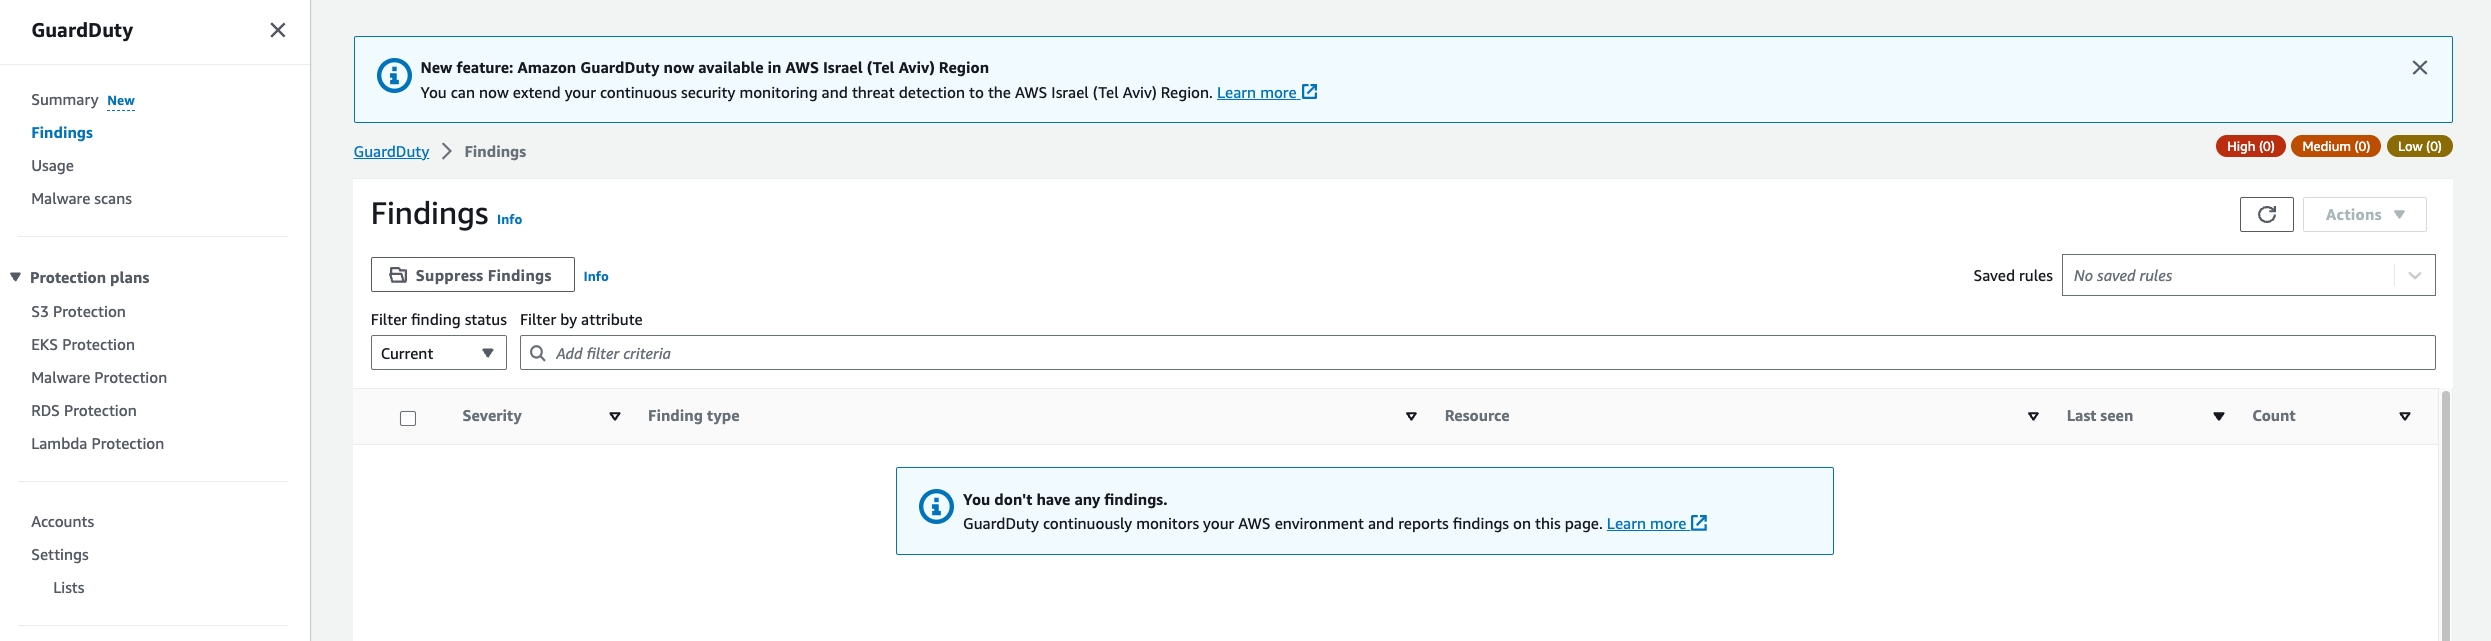 GuardDuty
Summary New
Findings
Usage
Malware scans
Protection plans
S3 Protection
EKS Protection
Malware Protection
RDS Protection
Lambda Protection
Accounts
Settings
Lists
New feature: Amazon GuardDuty now available in AWS Israel (Tel Aviv) Region
You can now extend your continuous security monitoring and threat detection to the AWS Israel (Tel Aviv) Region. Learn more
GuardDuty > Findings
High (0) Medium (0) Low (0)
Findings Info
Actions
Suppress Findings Info
Saved rules No saved rules
Filter finding status Filter by attribute
Current Add filter criteria
Severity Finding type Resource Last seen Count
You don't have any findings.
GuardDuty continuously monitors your AWS environment and reports findings on this page. Learn more